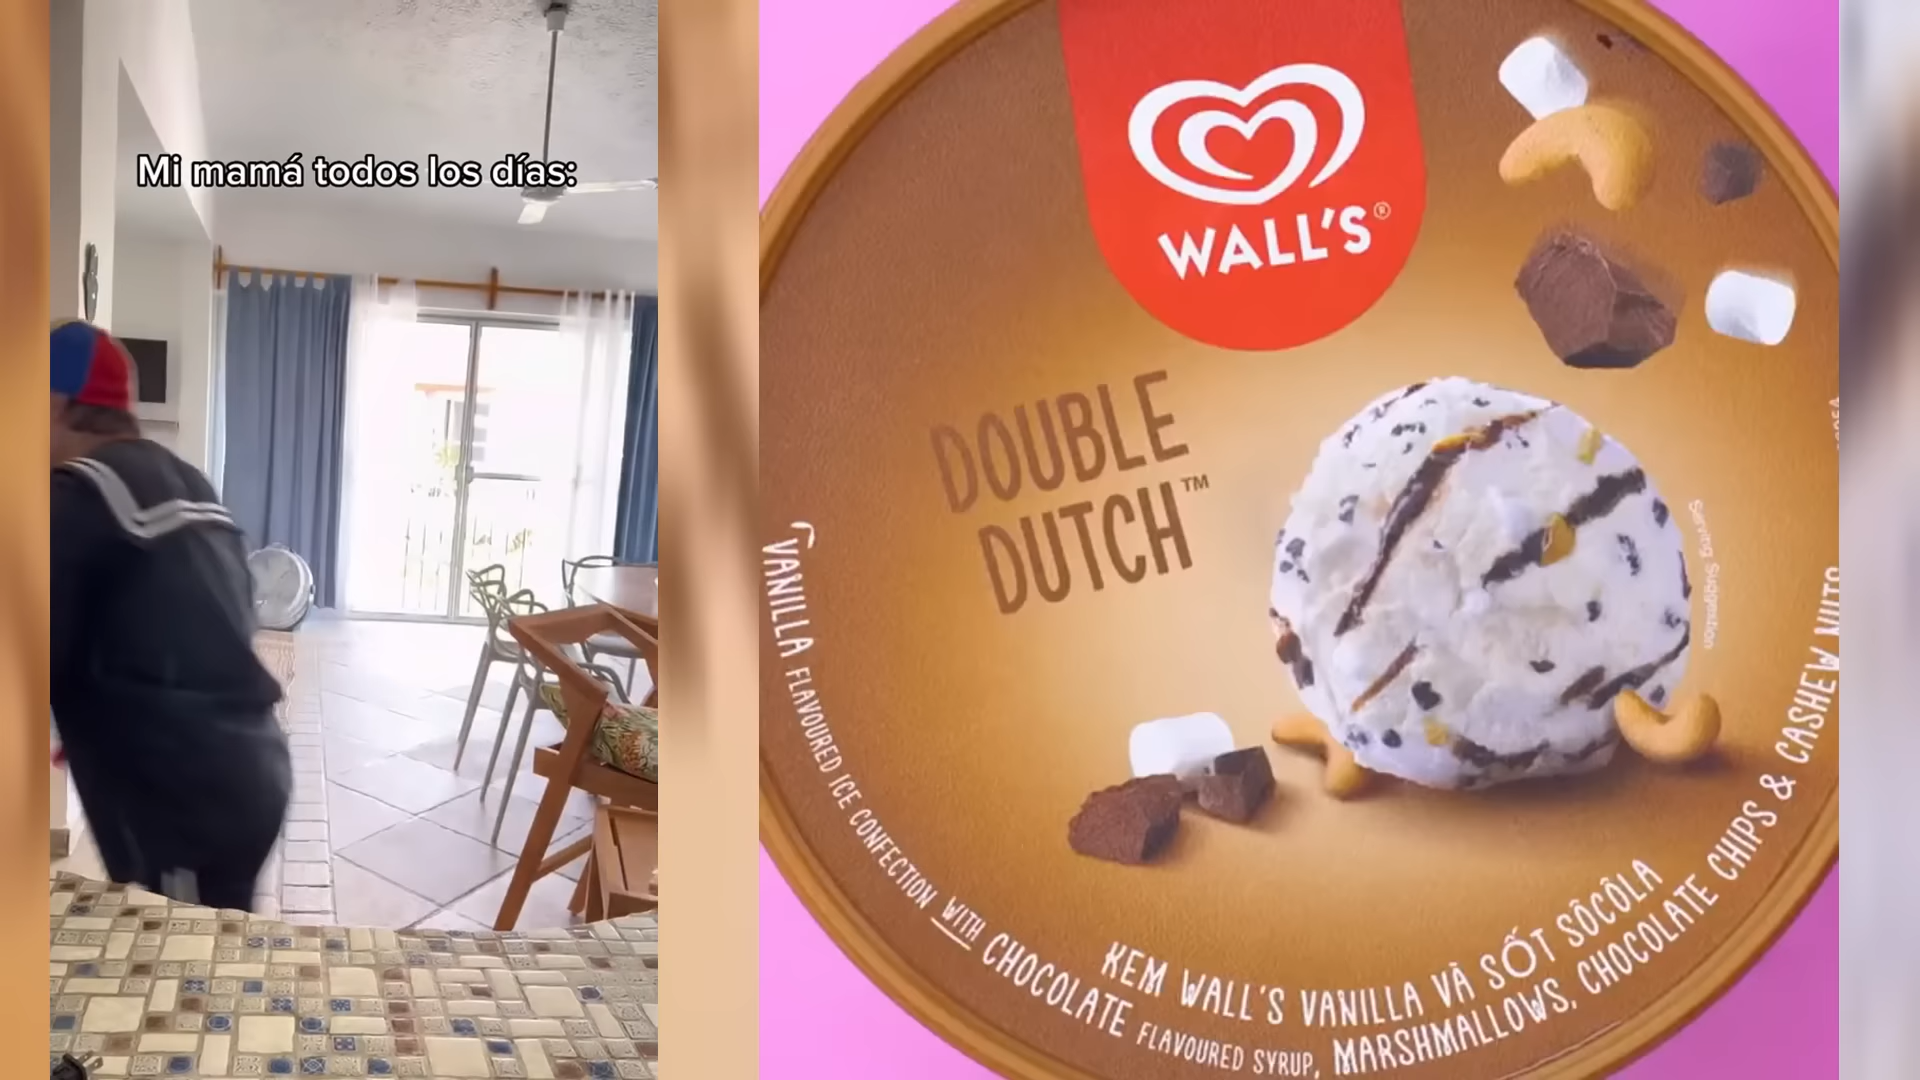 Mi mamá todos los días:
WALL'S®
DOUBLE
DUTCH™
Serving Suggestion
VANILLA FLAVOURED ICE CONFECTION WITH CHOCOLATE FLAVOURED SYRUP, MARSHMALLOWS, CHOCOLATE CHIPS & CASHEW NUTS
KEM WALL'S VANILLA VÀ SỐT SÔCÔLA